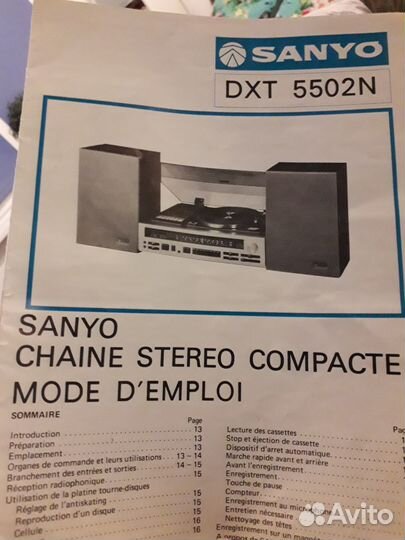 SANYO
DXT 5502N
SANYO
CHAINE STEREO COMPACTE
MODE D'EMPLOI
SOMMAIRE
Page
Introduction 13
Préparation 13
Emplacement 13
Organes de commande et leurs utilisations 13 – 14
Branchement des entrées et sorties 14 – 15
Réception radiophonique 15
Utilisation de la platine tourne-disques
Réglage de l'antiskating 15
Reproduction d'un disque 15
Cellule 16
Page
Lecture des cassettes
Stop et éjection de cassette
Dispositif d'arret automatique
Marche rapide avant et arrière
Avant l'enregistrement
Enregistrement
Touche de pause
Compteur
Enregistrement au microphone
Entretien nécessaire
Nettoyage des têtes
Enregistrement sur un
Avito